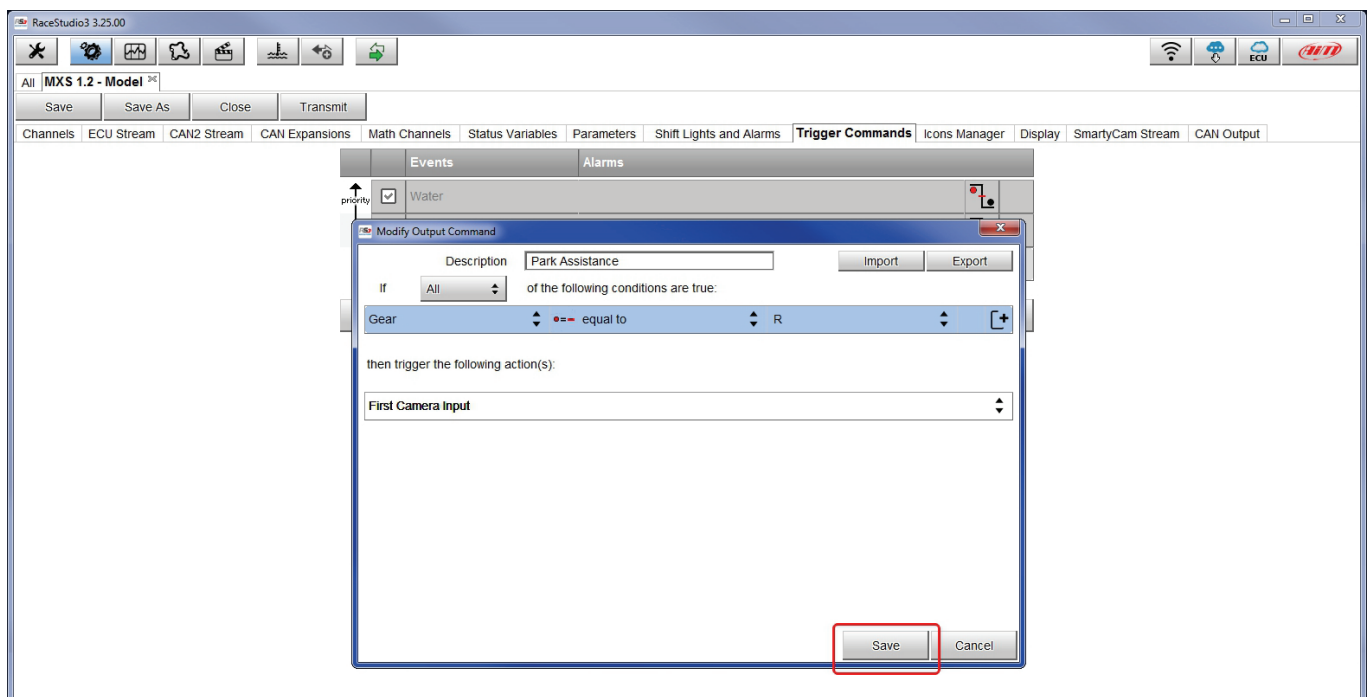 RaceStudio3 3.25.00
ECU
AiM
All MXS 1.2 - Model
Save Save As Close Transmit
Channels ECU Stream CAN2 Stream CAN Expansions Math Channels Status Variables Parameters Shift Lights and Alarms Trigger Commands Icons Manager Display SmartyCam Stream CAN Output
Events Alarms
priority Water
Modify Output Command
Description Park Assistance Import Export
If All of the following conditions are true:
Gear equal to R
then trigger the following action(s):
First Camera Input
Save Cancel